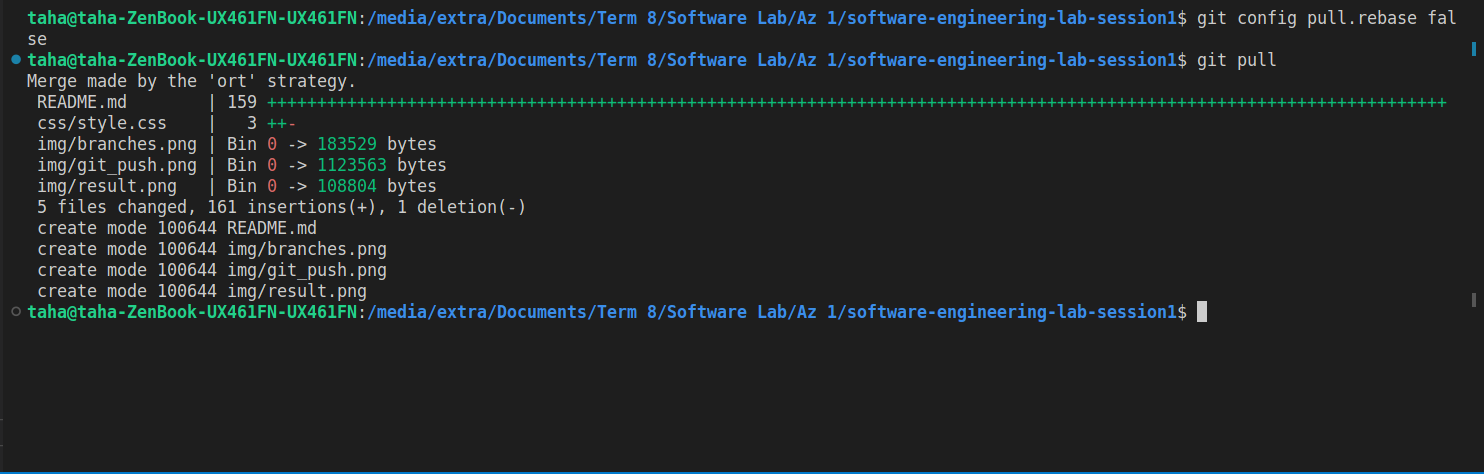 taha@taha-ZenBook-UX461FN-UX461FN:/media/extra/Documents/Term 8/Software Lab/Az 1/software-engineering-lab-session1$ git config pull.rebase fal
se
taha@taha-ZenBook-UX461FN-UX461FN:/media/extra/Documents/Term 8/Software Lab/Az 1/software-engineering-lab-session1$ git pull
Merge made by the 'ort' strategy.
 README.md        | 159 ++++++++++++++++++++++++++++++++++++++++++++++++++++++++++++++++++++++++++++++++++++++++++++++++++++++++++++++++++++++
 css/style.css    |   3 ++-
 img/branches.png | Bin 0 -> 183529 bytes
 img/git_push.png | Bin 0 -> 1123563 bytes
 img/result.png   | Bin 0 -> 108804 bytes
 5 files changed, 161 insertions(+), 1 deletion(-)
 create mode 100644 README.md
 create mode 100644 img/branches.png
 create mode 100644 img/git_push.png
 create mode 100644 img/result.png
taha@taha-ZenBook-UX461FN-UX461FN:/media/extra/Documents/Term 8/Software Lab/Az 1/software-engineering-lab-session1$